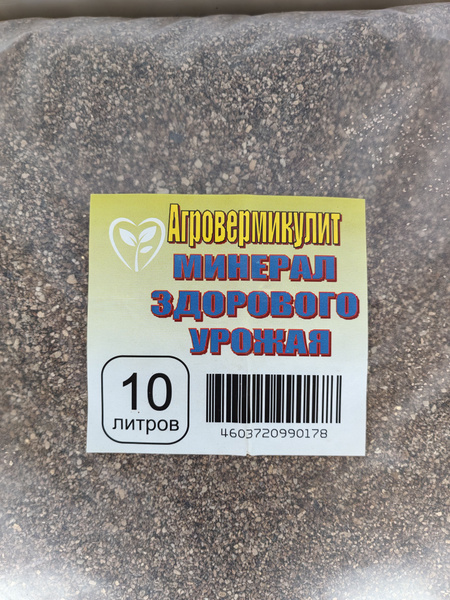 Агровермикулит
МИНЕРАЛ
ЗДОРОВОГО
УРОЖАЯ
10
литров
4603720990178